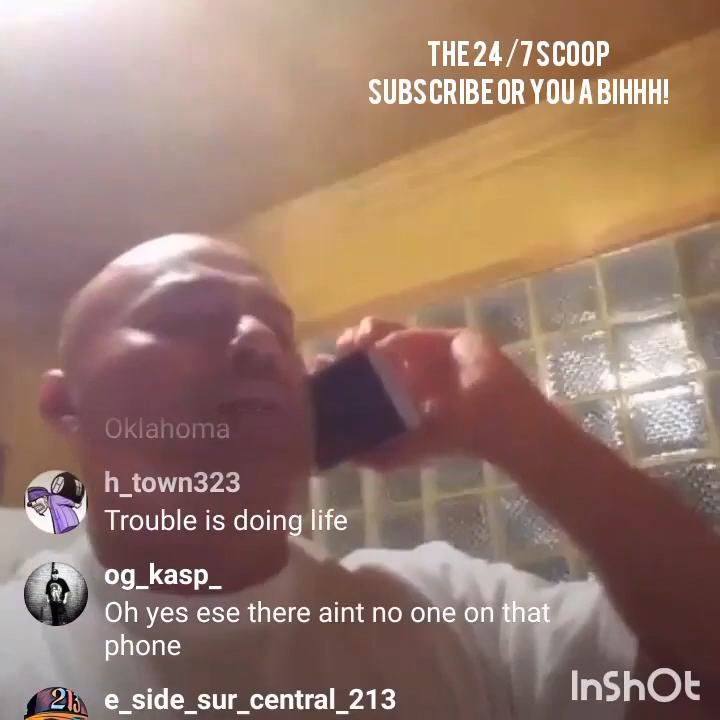 THE 24/7 SCOOP
SUBSCRIBE OR YOU A BIHHH!
Oklahoma
h_town323
Trouble is doing life
og_kasp_
Oh yes ese there aint no one on that
phone
213
e_side_sur_central_213
InShOt